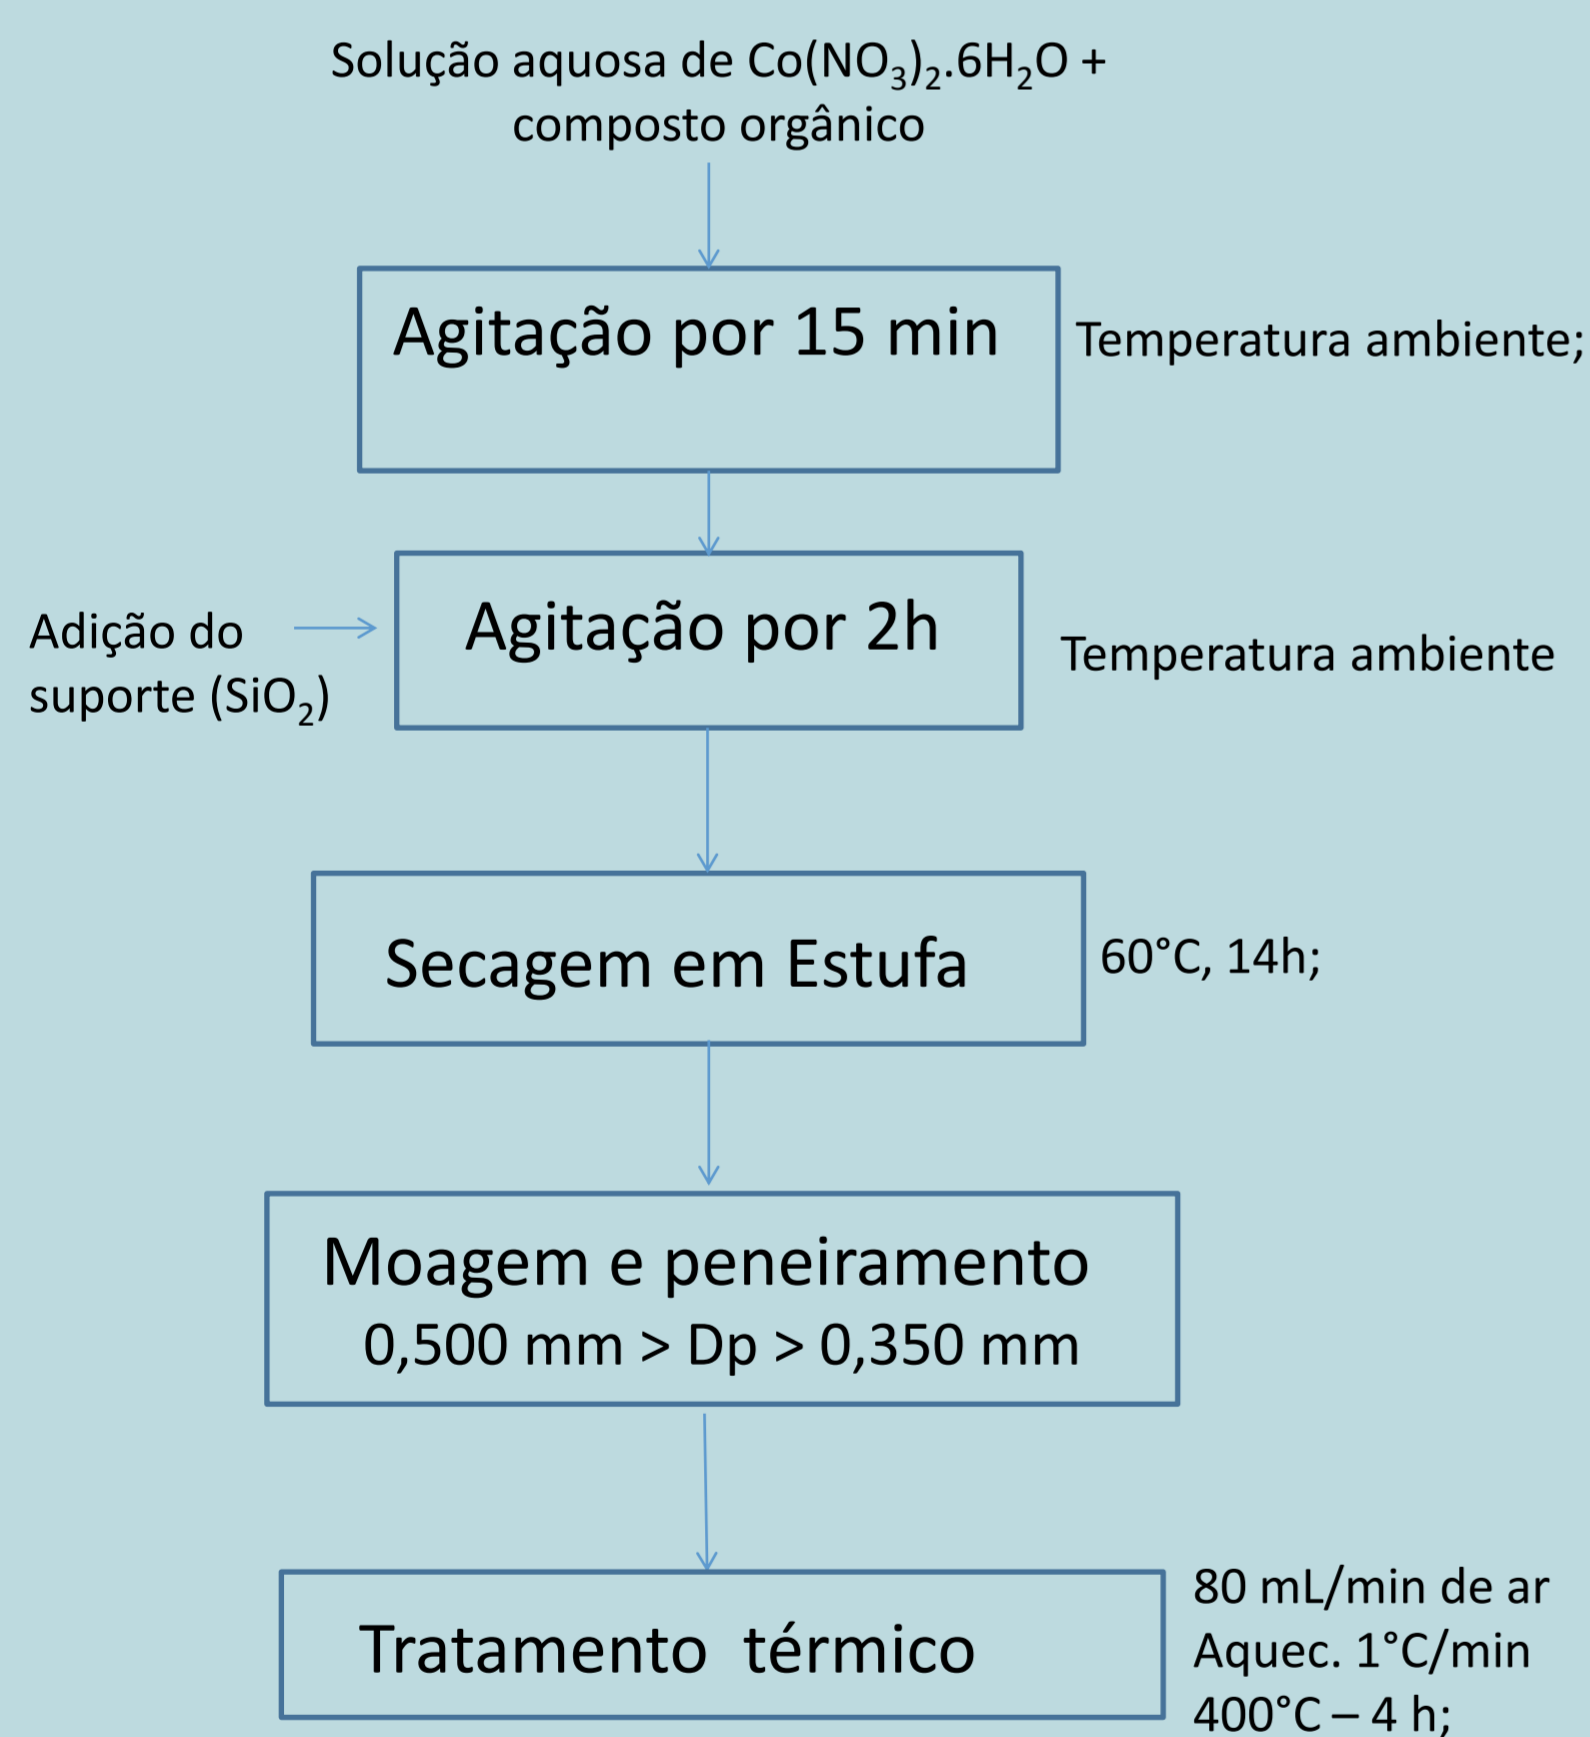 Solução aquosa de Co(NO₃)₂.6H₂O +
composto orgânico
Agitação por 15 min
Temperatura ambiente;
Adição do
suporte (SiO₂)
Agitação por 2h
Temperatura ambiente
Secagem em Estufa
60°C, 14h;
Moagem e peneiramento
0,500 mm > Dp > 0,350 mm
Tratamento térmico
80 mL/min de ar
Aquec. 1°C/min
400°C – 4 h;